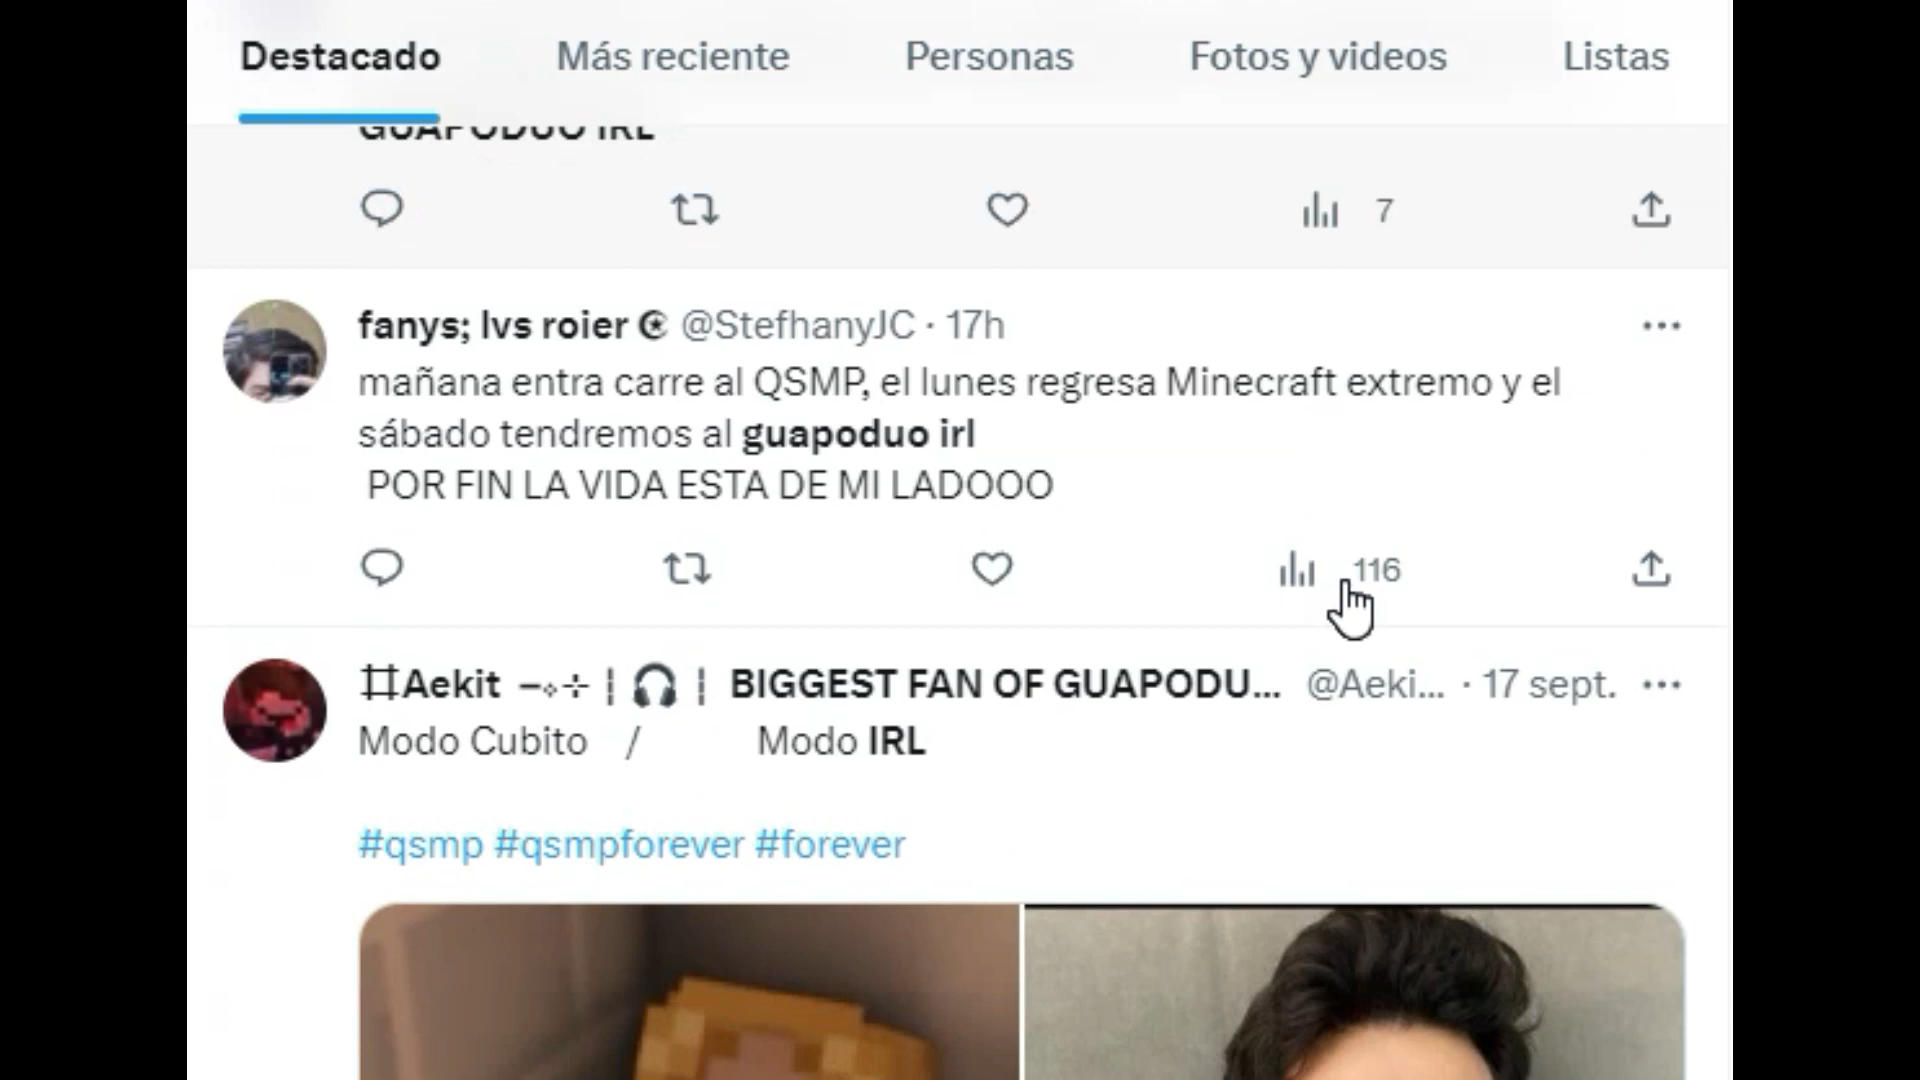 Destacado Más reciente Personas Fotos y videos Listas
GUAPODUO IRL
7
fanys; lvs roier @StefhanyJC · 17h
mañana entra carre al QSMP, el lunes regresa Minecraft extremo y el
sábado tendremos al guapoduo irl
POR FIN LA VIDA ESTA DE MI LADOOO
116
Aekit ¦ 🎧 ¦ BIGGEST FAN OF GUAPODU... @Aeki... · 17 sept.
Modo Cubito / Modo IRL
#qsmp #qsmpforever #forever